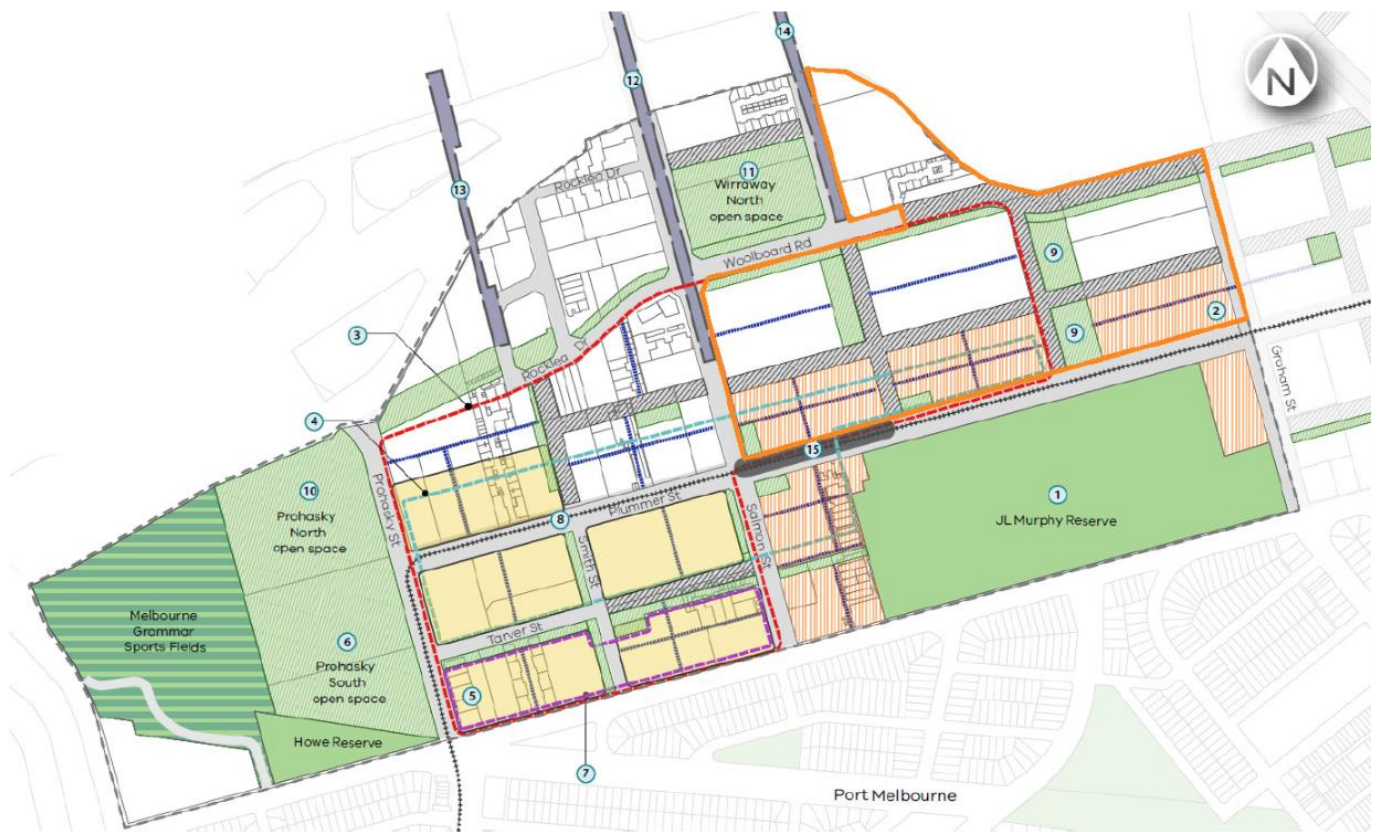 14
N
12
13
11
Wirraway
North
open space
Rocklea Dr
Woolboard Rd
9
3
2
9
Rocklea Dr
Graham St
4
15
10
Prohasky
North
open space
Prohasky St
8
Plummer St
Smith St
Salmon St
1
JL Murphy Reserve
Melbourne
Grammar
Sports Fields
6
Prohasky
South
open space
Tarver St
5
Howe Reserve
7
Port Melbourne